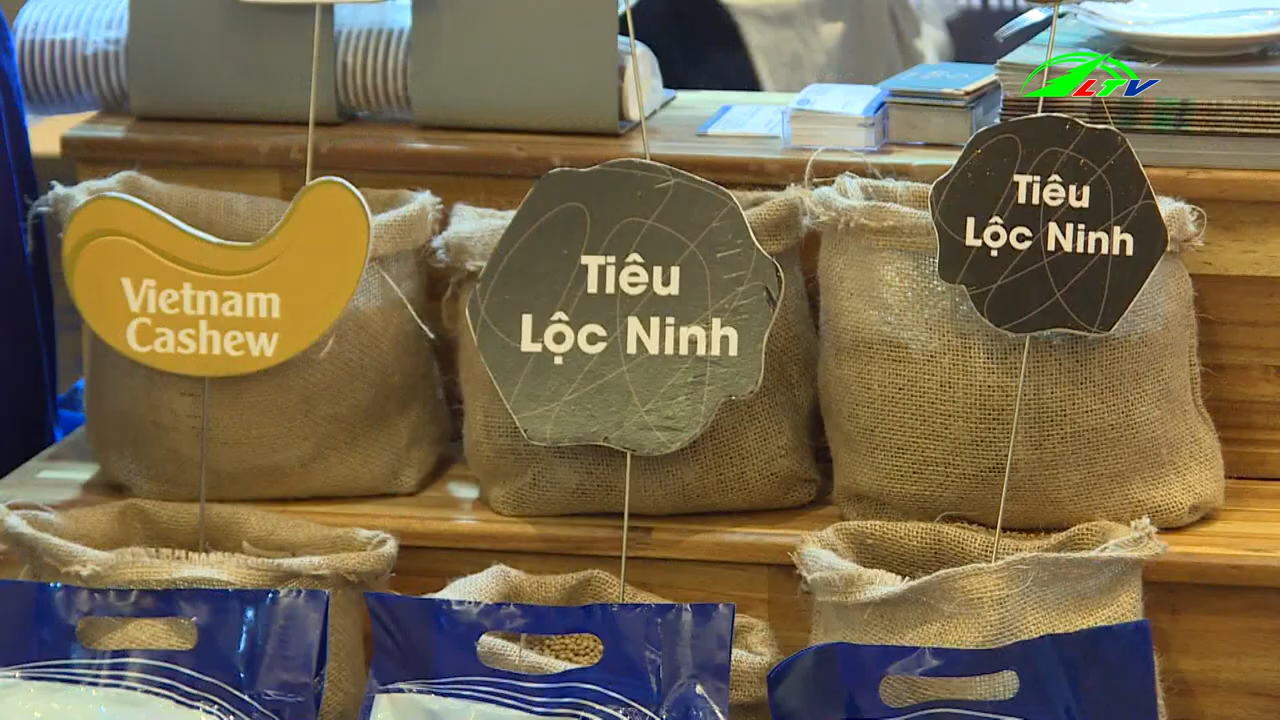 LTV
Tiêu
Lộc Ninh
Tiêu
Lộc Ninh
Vietnam
Cashew